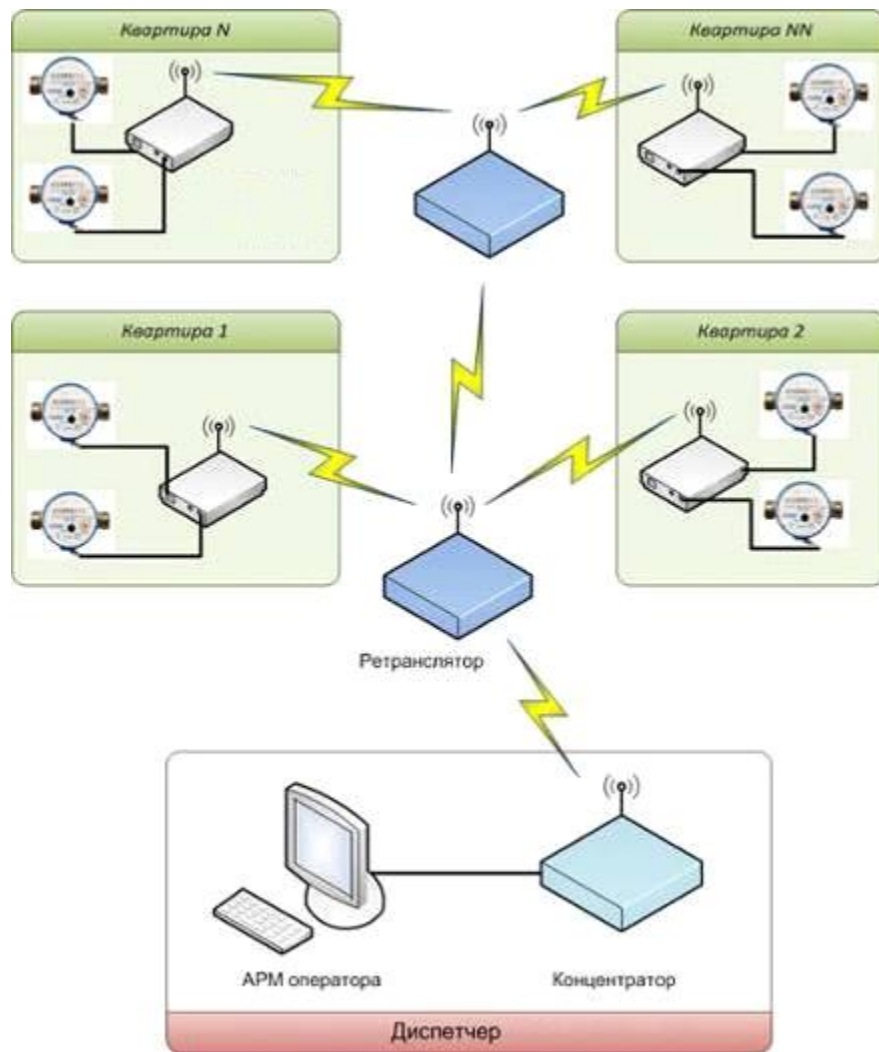 Квартира N
Квартира NN
Квартира 1
Квартира 2
Ретранслятор
АРМ оператора
Концентратор
Диспетчер